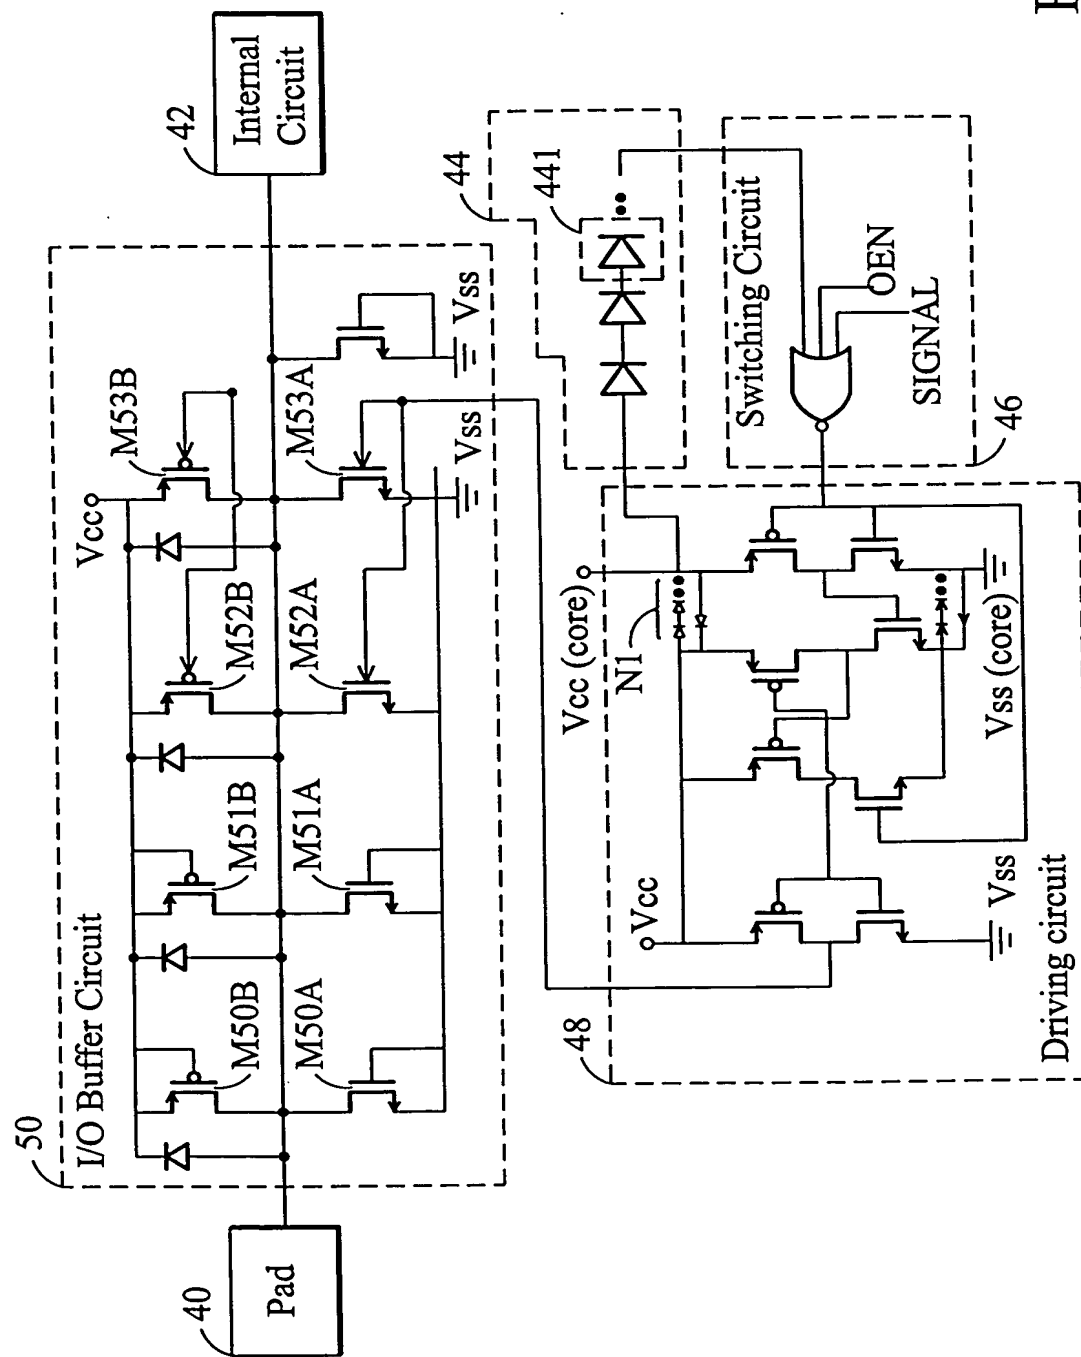 50
I/O Buffer Circuit
40
Pad
42
Internal
Circuit
Vcc
M50B
M51B
M52B
M53B
M50A
M51A
M52A
M53A
Vss
Vss
44
441
Switching Circuit
OEN
SIGNAL
46
48
Driving circuit
Vcc
Vss
Vcc (core)
N1
Vss (core)